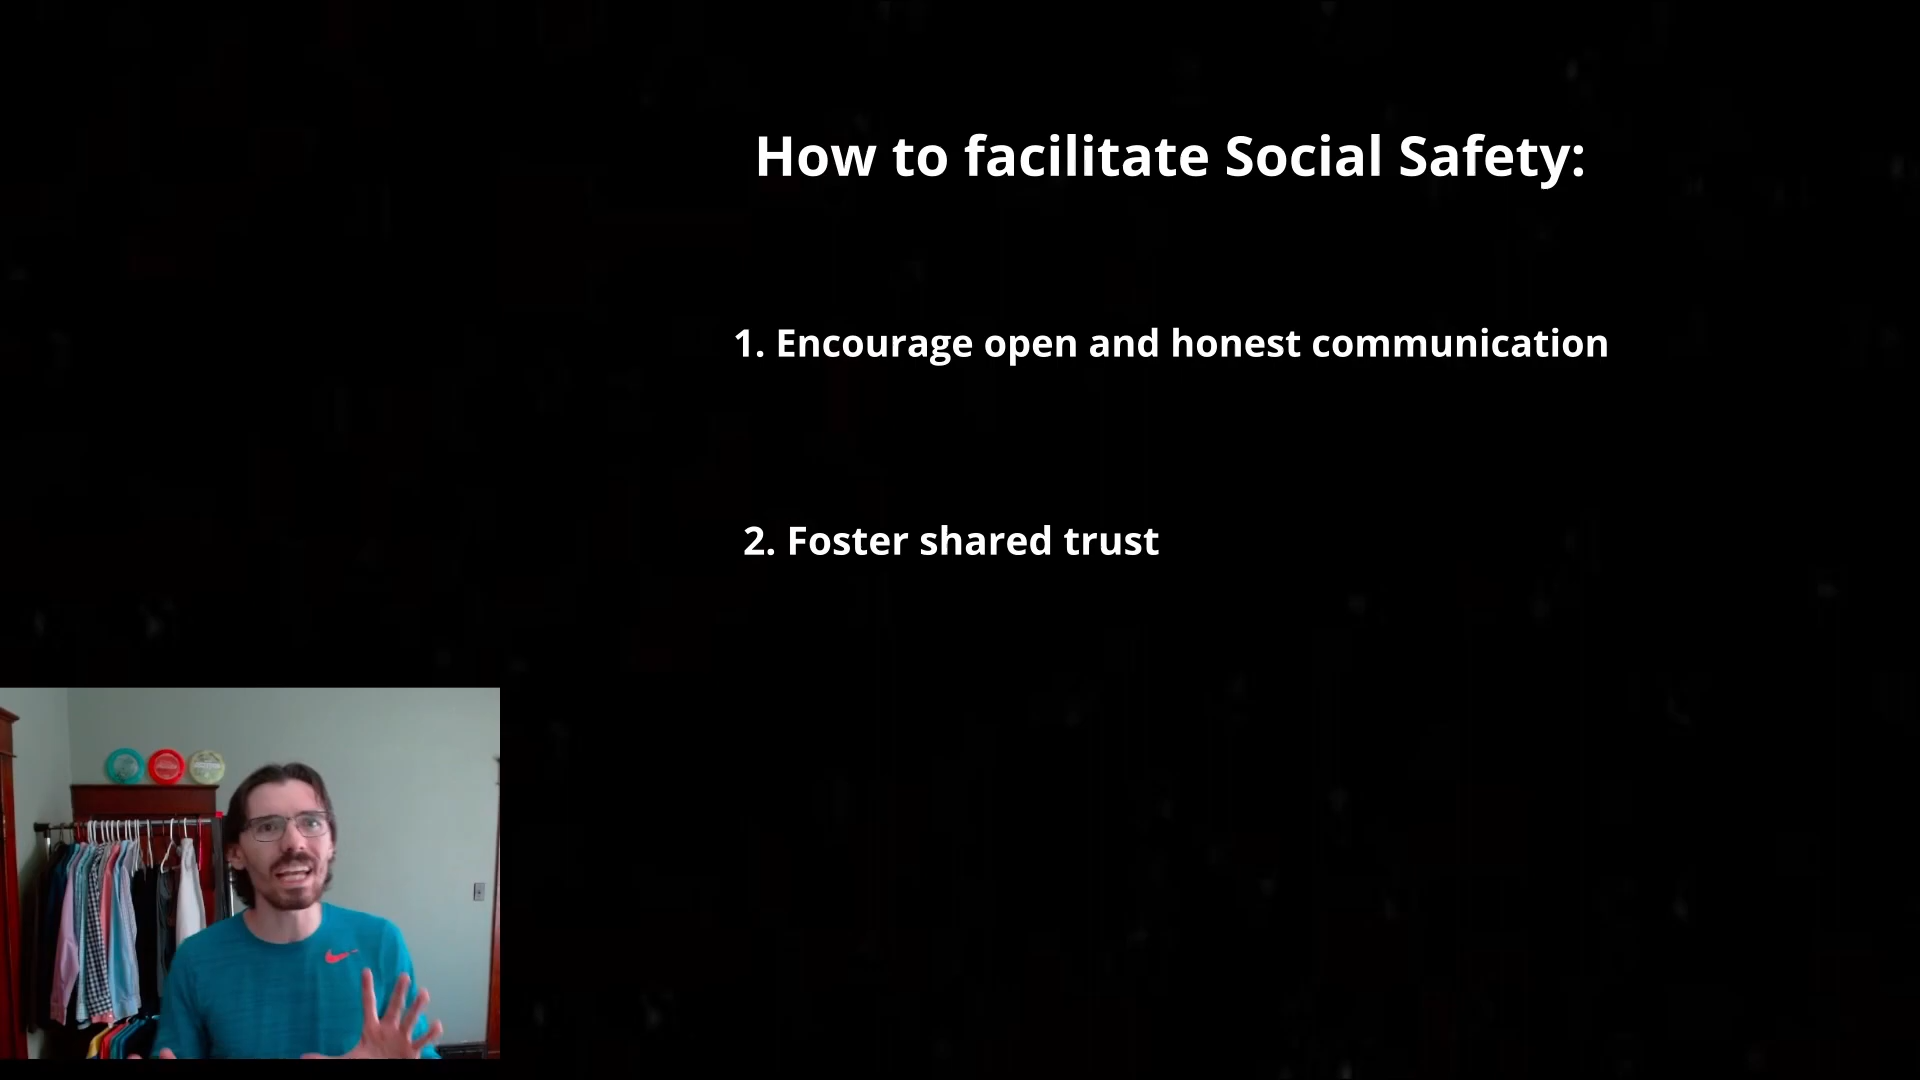 How to facilitate Social Safety:
1. Encourage open and honest communication
2. Foster shared trust